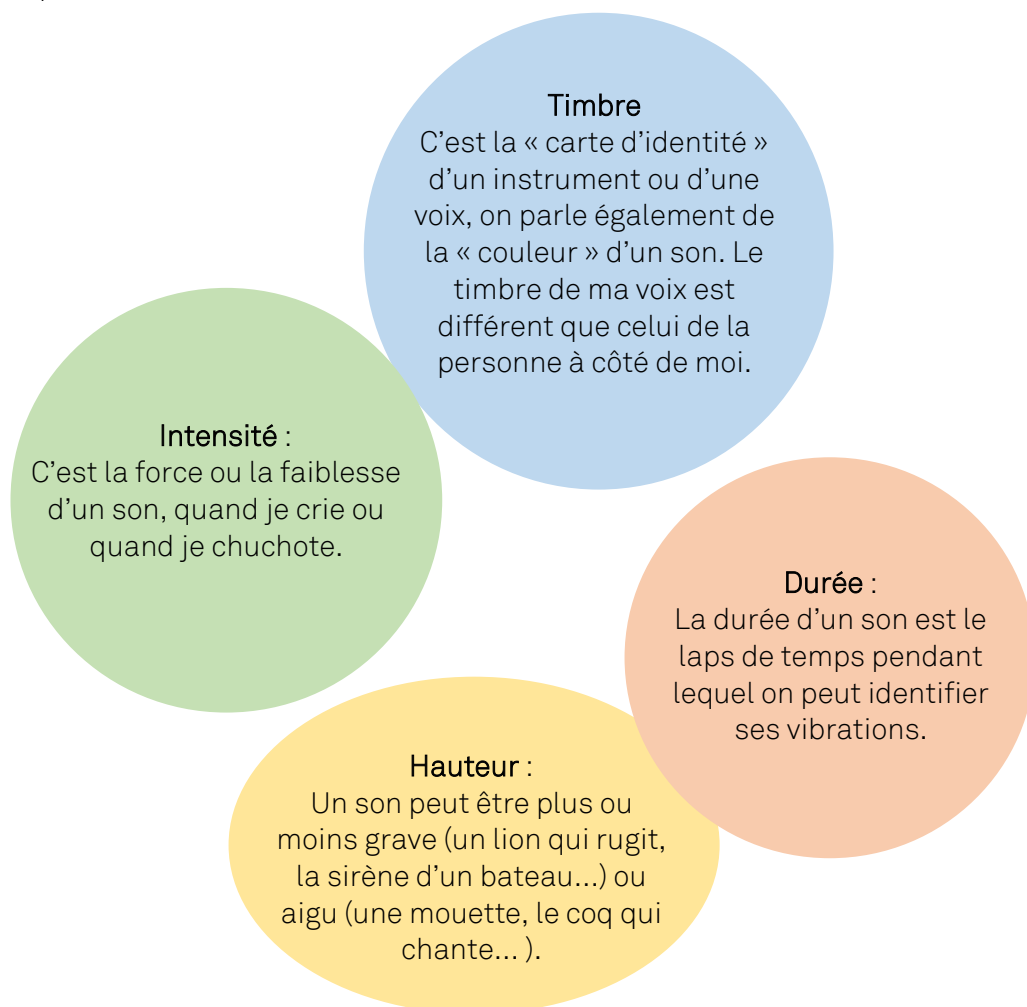 Timbre
C’est la « carte d’identité »
d’un instrument ou d’une
voix, on parle également de
la « couleur » d’un son. Le
timbre de ma voix est
différent que celui de la
personne à côté de moi.
Intensité :
C’est la force ou la faiblesse
d’un son, quand je crie ou
quand je chuchote.
Durée :
La durée d’un son est le
laps de temps pendant
lequel on peut identifier
ses vibrations.
Hauteur :
Un son peut être plus ou
moins grave (un lion qui rugit,
la sirène d’un bateau...) ou
aigu (une mouette, le coq qui
chante... ).